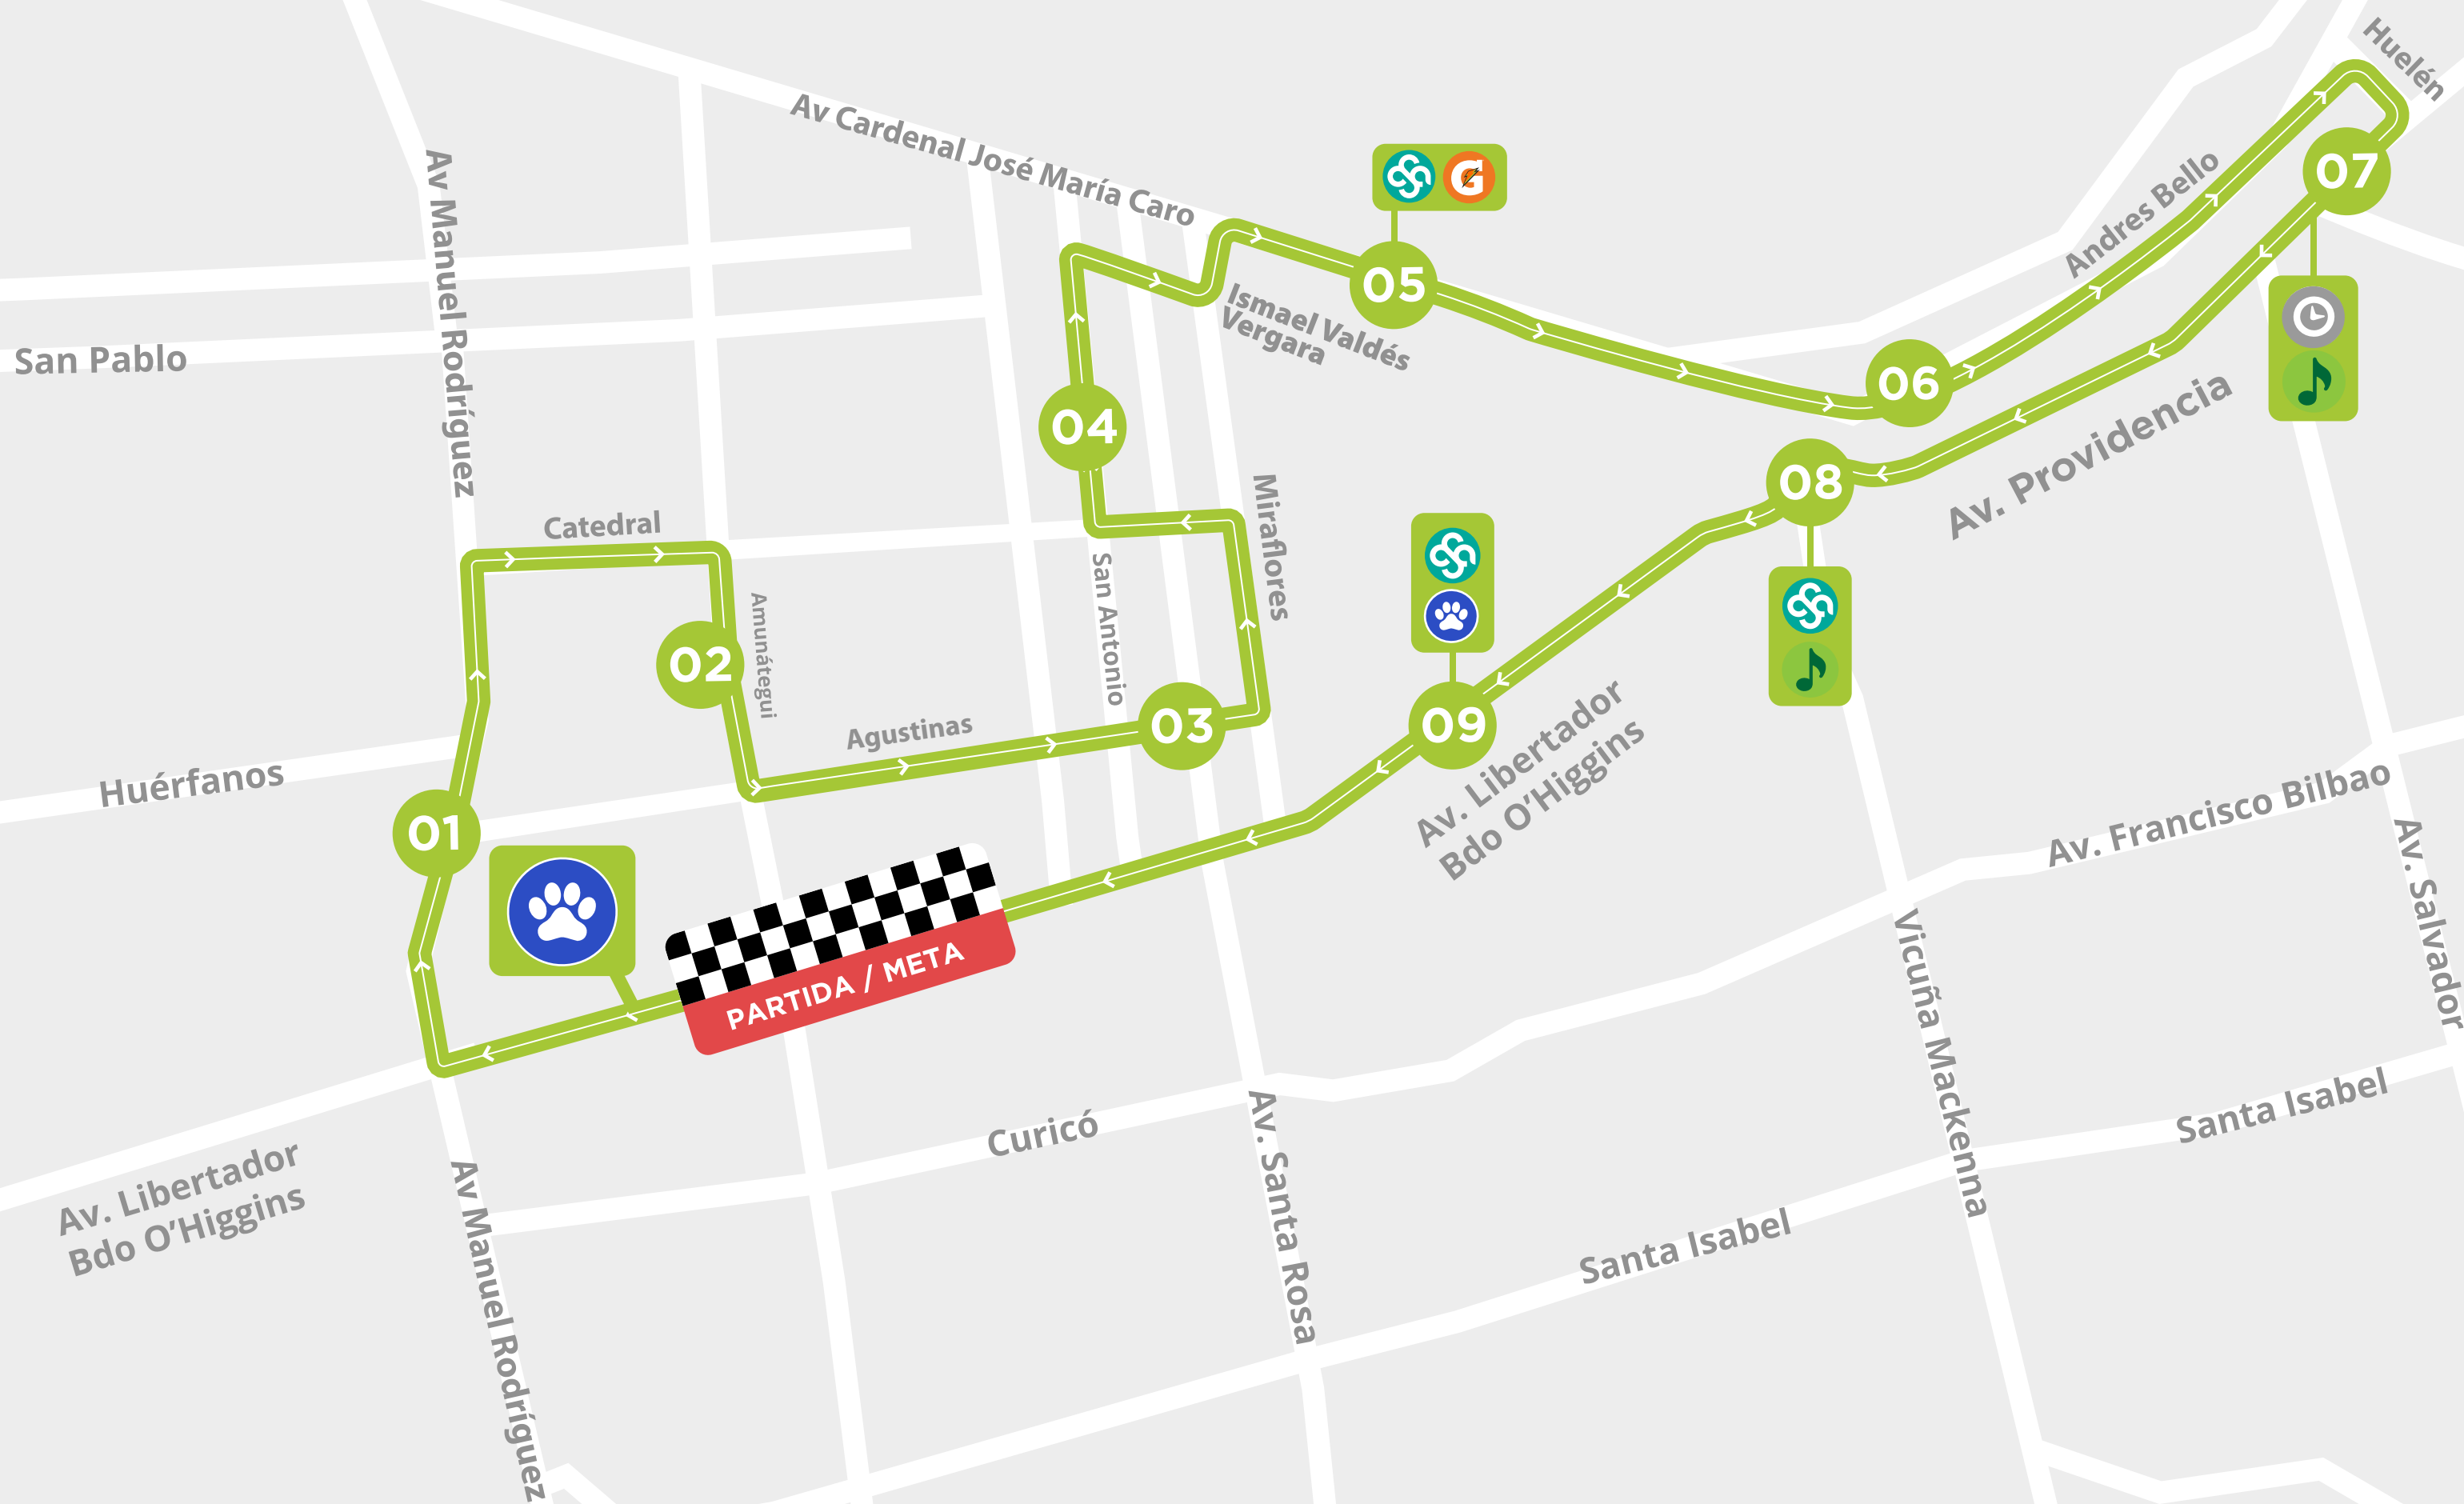 Huelén
Av Cardenal José María Caro
Av Manuel Rodríguez
Andres Bello
07
05
Ismael Valdés
Vergara
San Pablo
06
04
Av. Providencia
08
Catedral
Miraflores
San Antonio
Amunátegui
02
03
Agustinas
09
Av. Libertador
Bdo O'Higgins
Huérfanos
01
Av. Francisco Bilbao
Av. Salvador
PARTIDA / META
Vicuña Mackenna
Curicó
Santa Isabel
Av. Santa Rosa
Av. Libertador
Bdo O'Higgins
Av Manuel Rodríguez
Santa Isabel
G